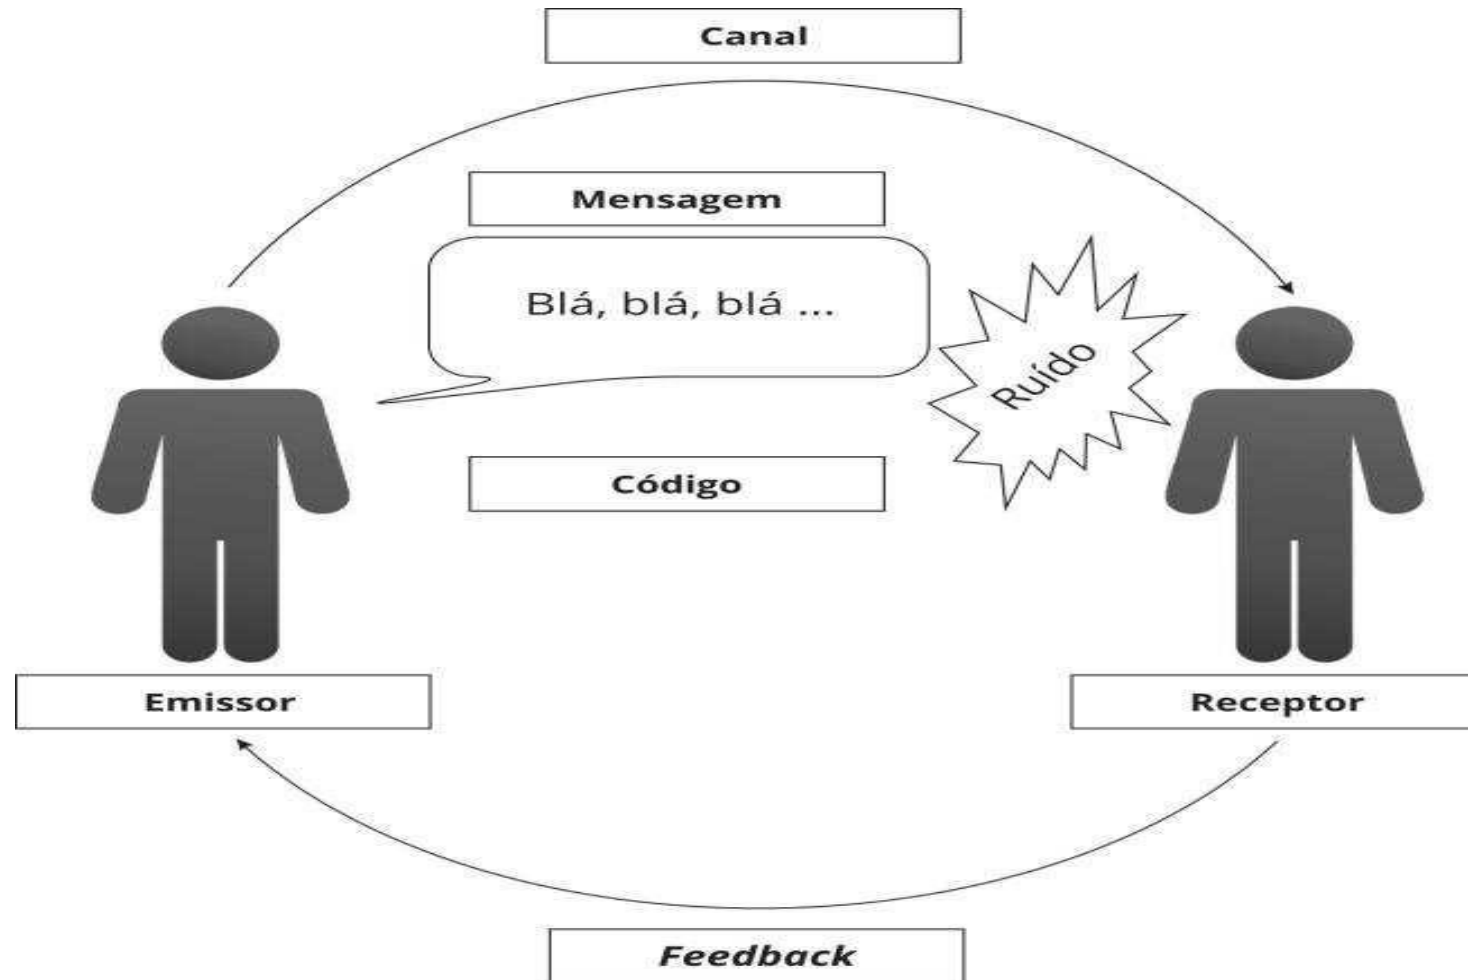 Canal
Mensagem
Blá, blá, blá ...
Ruído
Código
Emissor
Receptor
Feedback